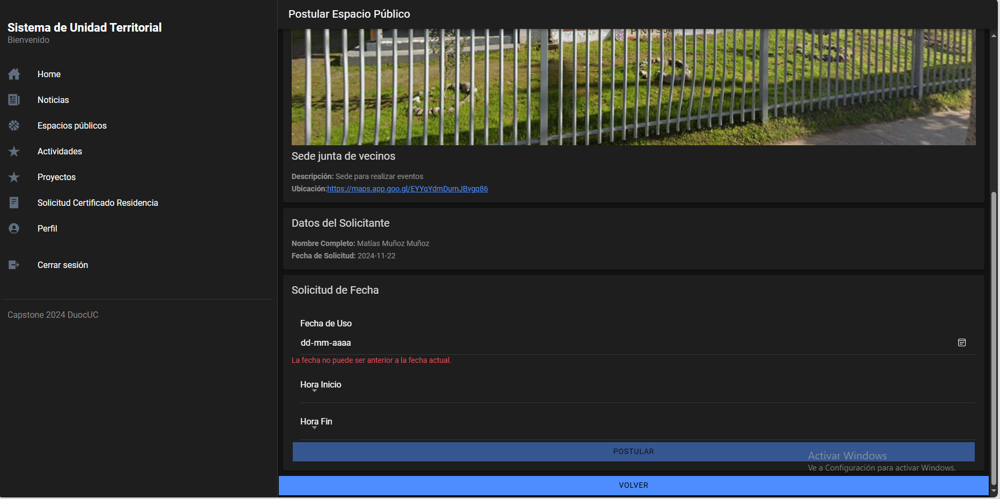 Sistema de Unidad Territorial
Bienvenido
Home
Noticias
Espacios públicos
Actividades
Proyectos
Solicitud Certificado Residencia
Perfil
Cerrar sesión
Capstone 2024 DuocUC
Postular Espacio Público
Sede junta de vecinos
Descripción: Sede para realizar eventos
Ubicación:https://maps.app.goo.gl/EYYqYdmDumJBvgq86
Datos del Solicitante
Nombre Completo: Matías Muñoz Muñoz
Fecha de Solicitud: 2024-11-22
Solicitud de Fecha
Fecha de Uso
dd-mm-aaaa
La fecha no puede ser anterior a la fecha actual.
Hora Inicio
Hora Fin
POSTULAR
Activar Windows
Ve a Configuración para activar Windows.
VOLVER